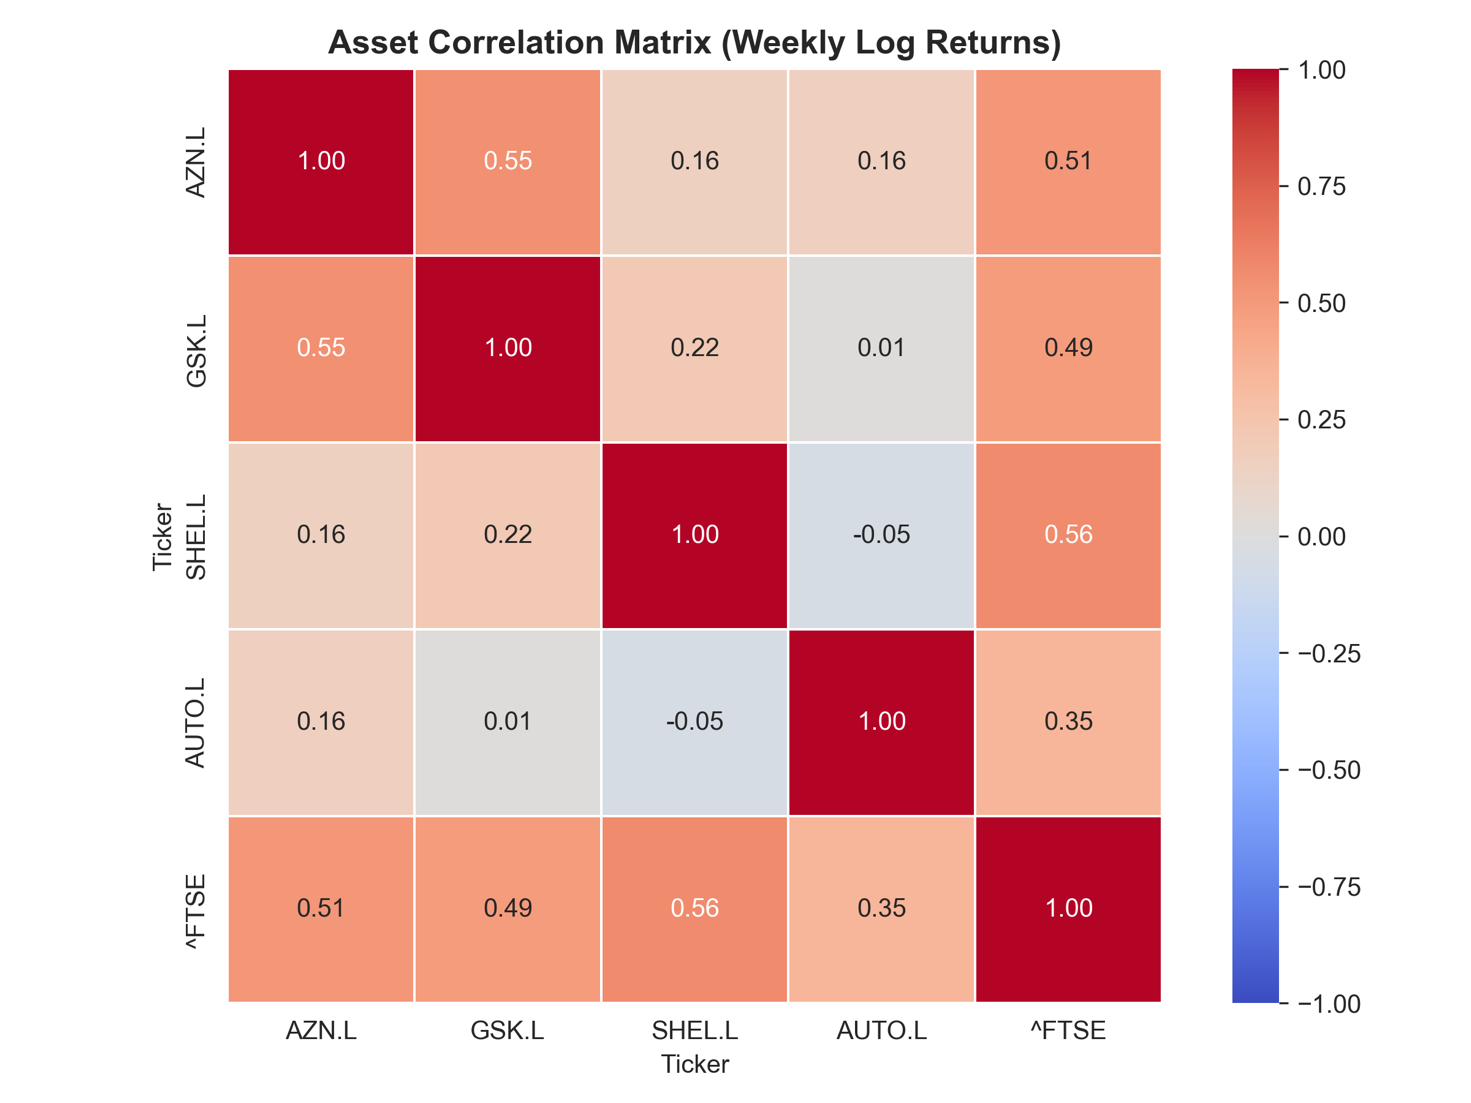 Asset Correlation Matrix (Weekly Log Returns)
AZN.L 1.00 0.55 0.16 0.16 0.51
GSK.L 0.55 1.00 0.22 0.01 0.49
Ticker
SHEL.L 0.16 0.22 1.00 -0.05 0.56
AUTO.L 0.16 0.01 -0.05 1.00 0.35
^FTSE 0.51 0.49 0.56 0.35 1.00
AZN.L GSK.L SHEL.L AUTO.L ^FTSE
Ticker
1.00
0.75
0.50
0.25
0.00
−0.25
−0.50
−0.75
−1.00